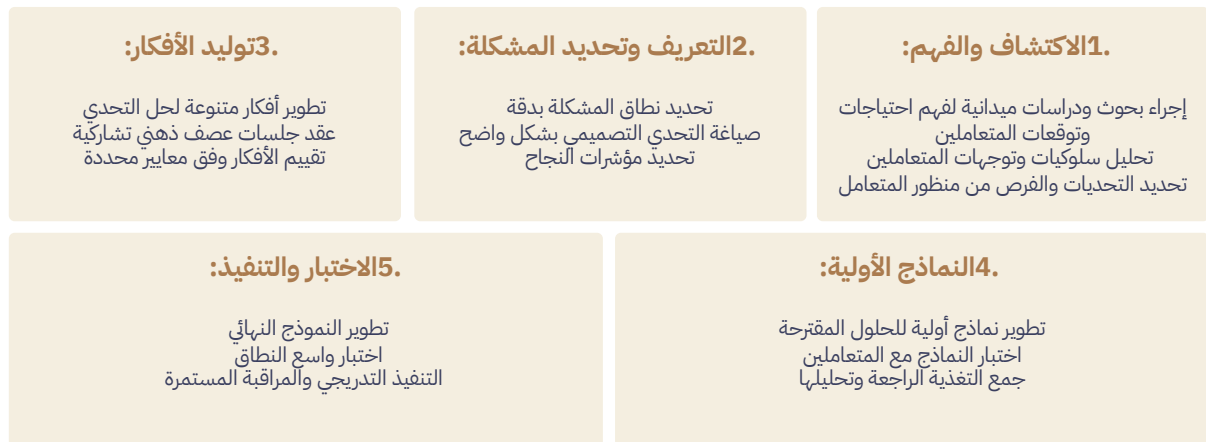 .1الاكتشاف والفهم:
إجراء بحوث ودراسات ميدانية لفهم احتياجات
وتوقعات المتعاملين
تحليل سلوكيات وتوجهات المتعاملين
تحديد التحديات والفرص من منظور المتعامل
.2التعريف وتحديد المشكلة:
تحديد نطاق المشكلة بدقة
صياغة التحدي التصميمي بشكل واضح
تحديد مؤشرات النجاح
.3توليد الأفكار:
تطوير أفكار متنوعة لحل التحدي
عقد جلسات عصف ذهني تشاركية
تقييم الأفكار وفق معايير محددة
.4النماذج الأولية:
تطوير نماذج أولية للحلول المقترحة
اختبار النماذج مع المتعاملين
جمع التغذية الراجعة وتحليلها
.5الاختبار والتنفيذ:
تطوير النموذج النهائي
اختبار واسع النطاق
التنفيذ التدريجي والمراقبة المستمرة